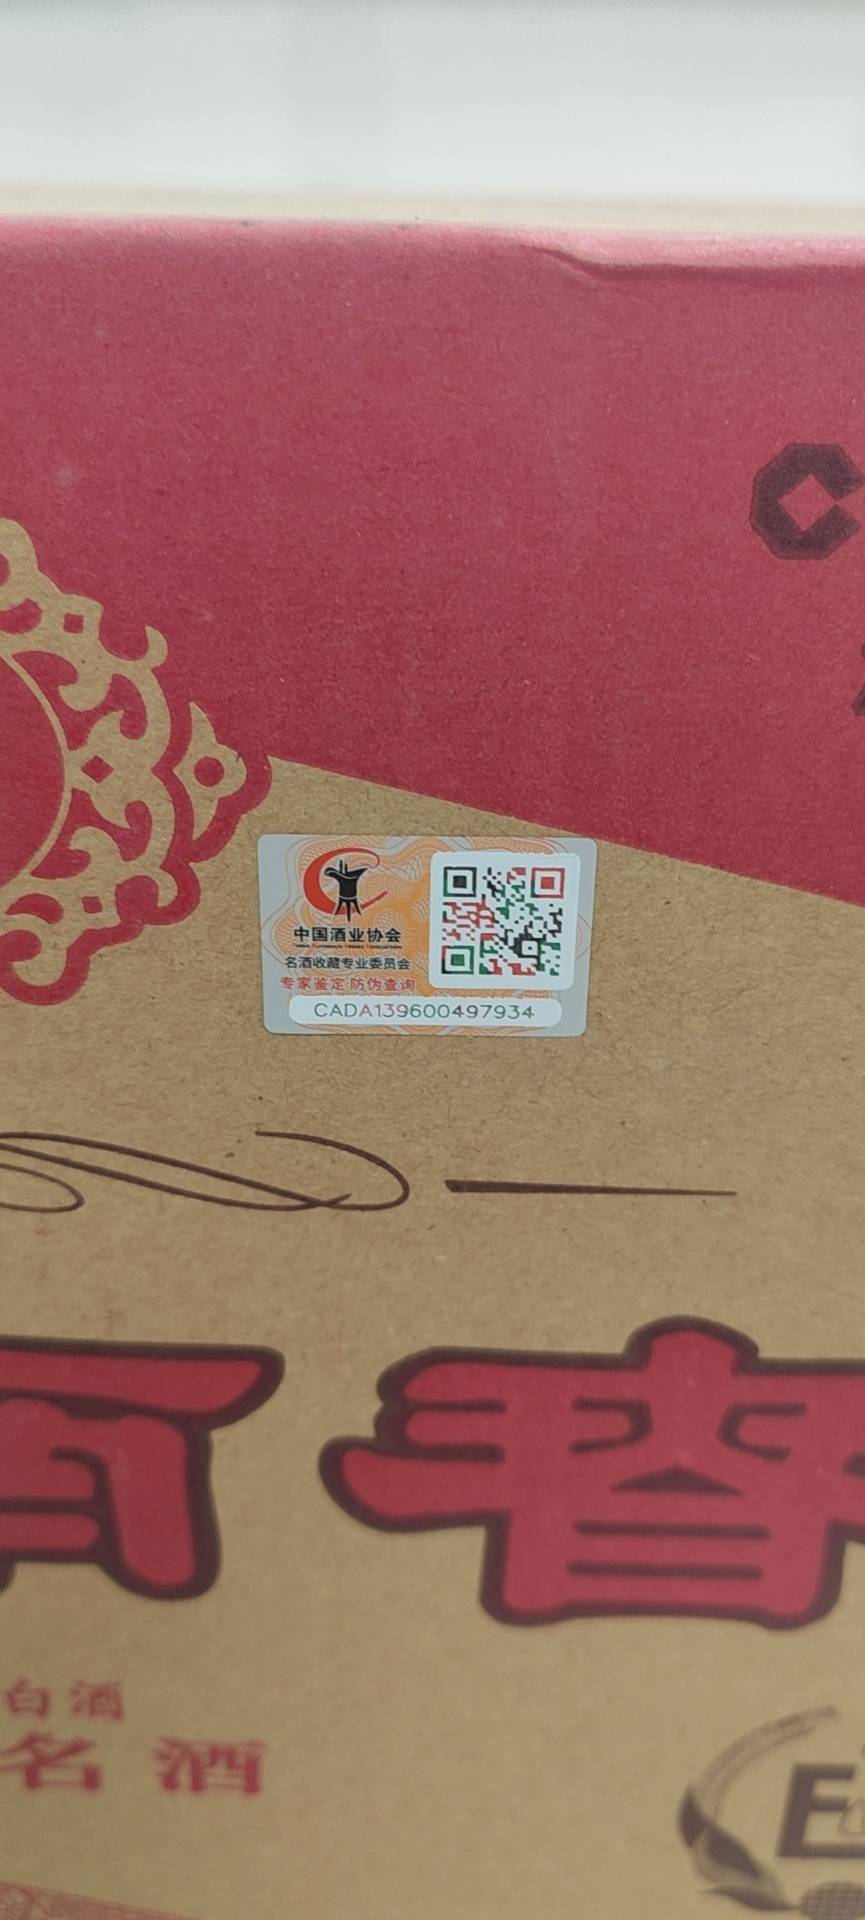 中国酒业协会
名酒收藏专业委员会
专家鉴定 防伪查询
CADA139600497934
春
白酒
名酒
E